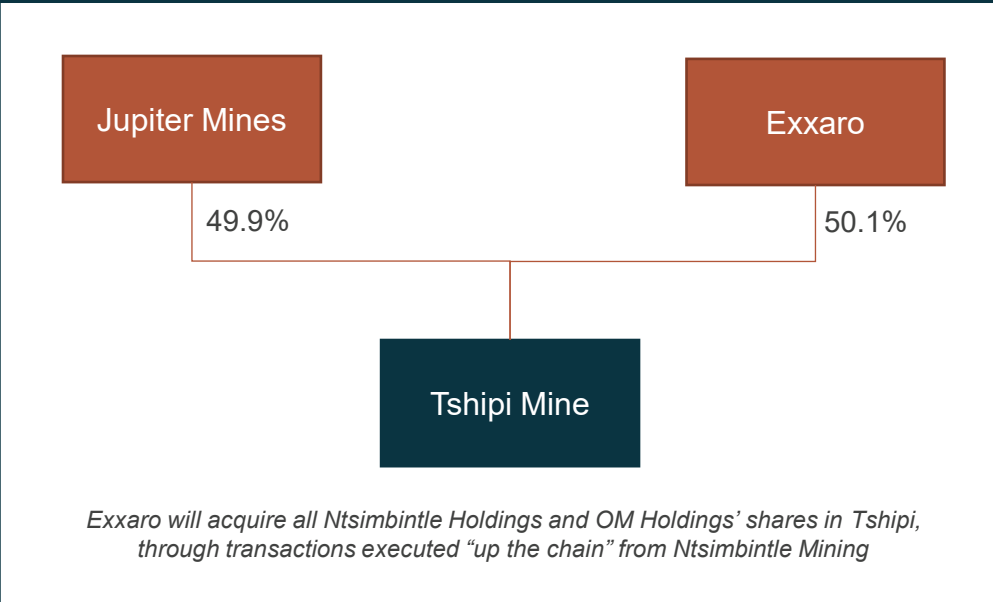 Jupiter Mines
Exxaro
49.9%
50.1%
Tshipi Mine
Exxaro will acquire all Ntsimbintle Holdings and OM Holdings’ shares in Tshipi,
through transactions executed “up the chain” from Ntsimbintle Mining